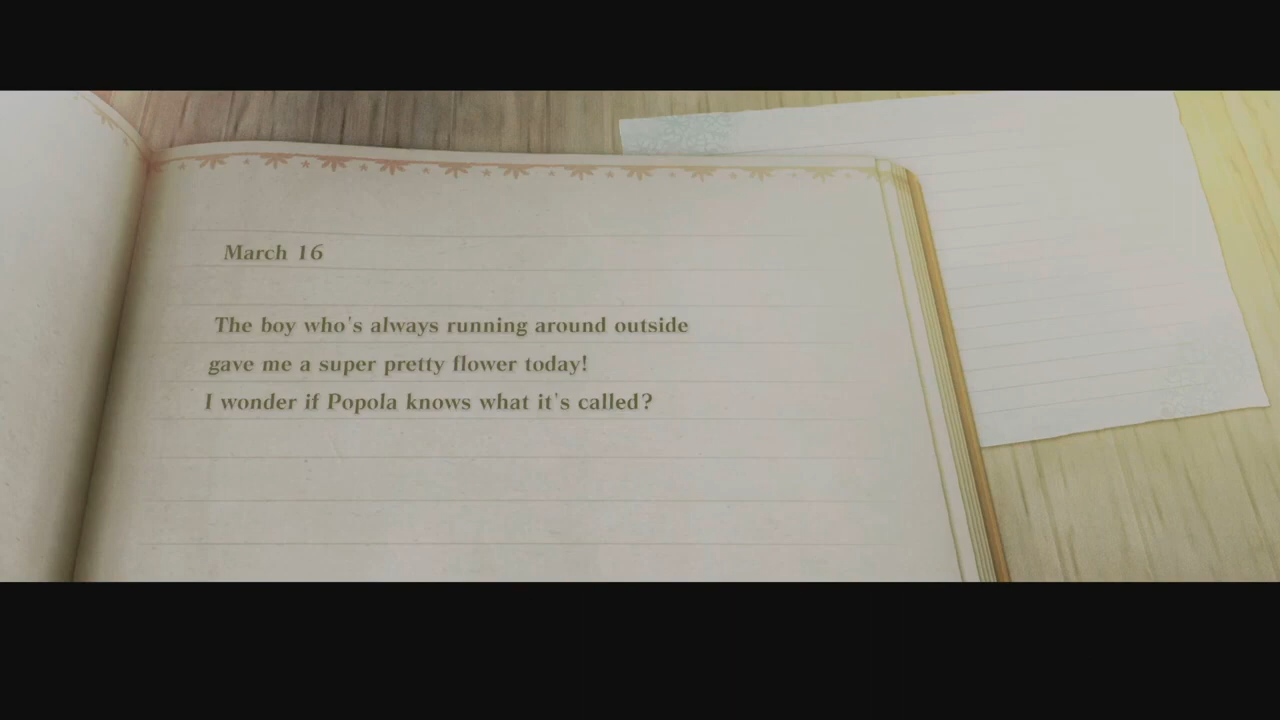 March 16
The boy who's always running around outside
gave me a super pretty flower today!
I wonder if Popola knows what it's called?